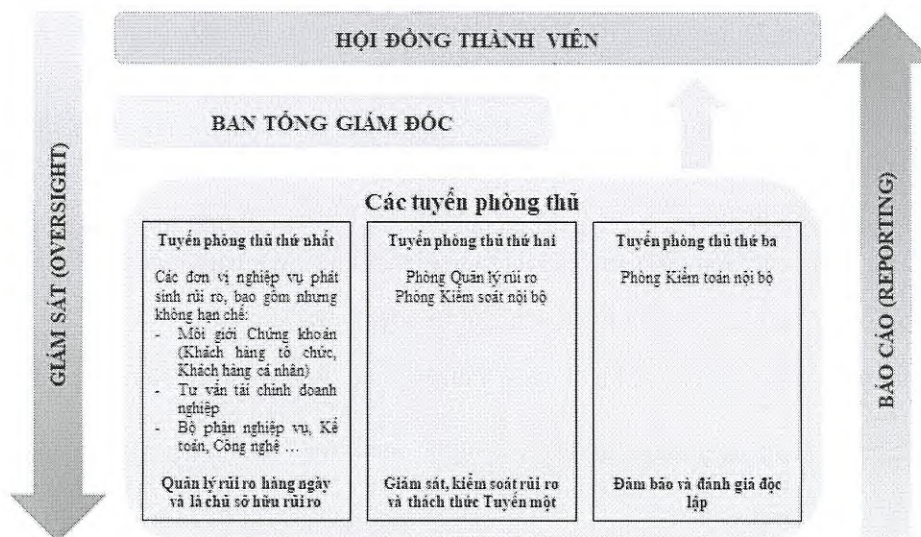 HỘI ĐỒNG THÀNH VIÊN
BAN TỔNG GIÁM ĐỐC
GIÁM SÁT (OVERSIGHT)
BÁO CÁO (REPORTING)
Các tuyến phòng thủ
Tuyến phòng thủ thứ nhất
Các đơn vị nghiệp vụ phát
sinh rủi ro, bao gồm nhưng
không hạn chế:
- Môi giới Chứng khoán
(Khách hàng tổ chức,
Khách hàng cá nhân)
- Tư vấn tài chính doanh
nghiệp
- Bộ phận nghiệp vụ, Kế
toán, Công nghệ ...
Quản lý rủi ro hàng ngày
và là chủ sở hữu rủi ro
Tuyến phòng thủ thứ hai
Phòng Quản lý rủi ro
Phòng Kiểm soát nội bộ
Giám sát, kiểm soát rủi ro
và thách thức Tuyến một
Tuyến phòng thủ thứ ba
Phòng Kiểm toán nội bộ
Đảm bảo và đánh giá độc
lập